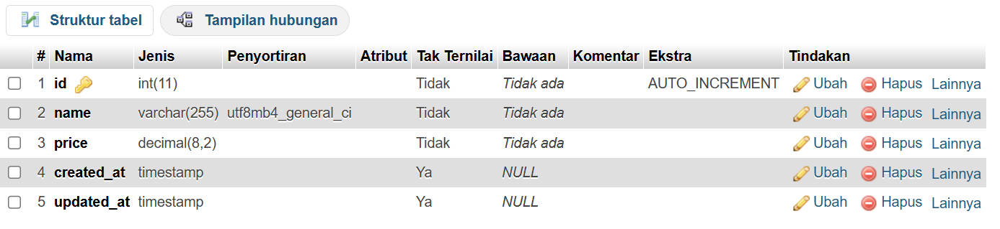 Struktur tabel Tampilan hubungan
# Nama Jenis Penyortiran Atribut Tak Ternilai Bawaan Komentar Ekstra Tindakan
1 id int(11) Tidak Tidak ada AUTO_INCREMENT Ubah Hapus Lainnya
2 name varchar(255) utf8mb4_general_ci Tidak Tidak ada Ubah Hapus Lainnya
3 price decimal(8,2) Tidak Tidak ada Ubah Hapus Lainnya
4 created_at timestamp Ya NULL Ubah Hapus Lainnya
5 updated_at timestamp Ya NULL Ubah Hapus Lainnya